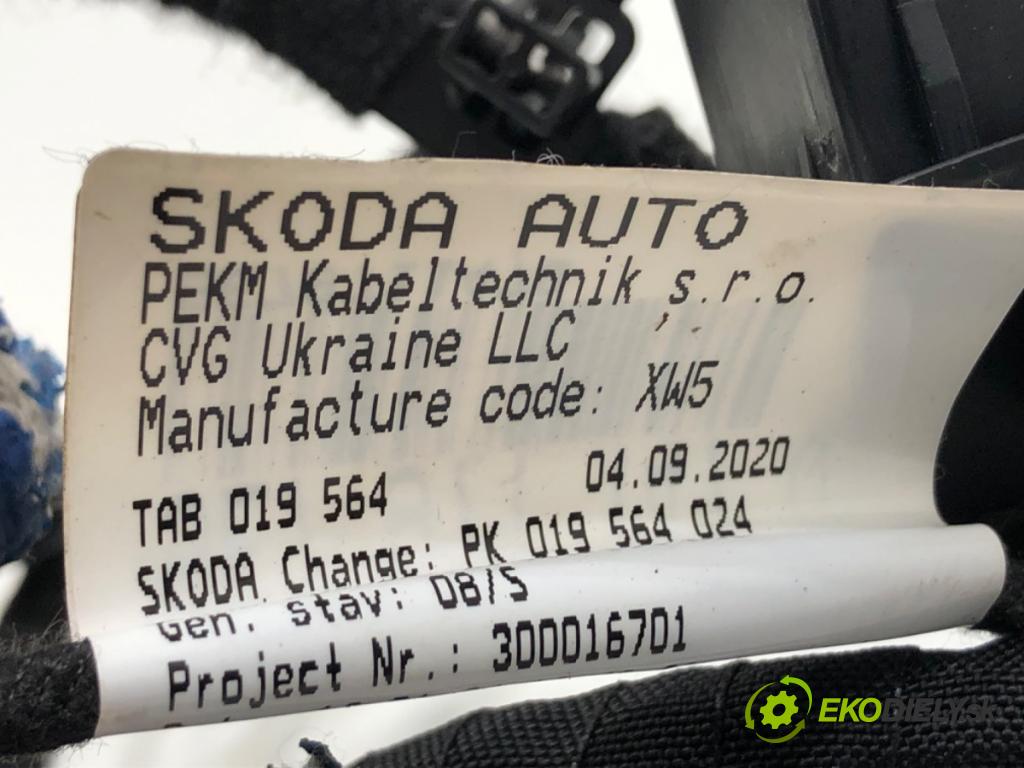 SKODA AUTO
PEKM Kabeltechnik s.r.o.
CVG Ukraine LLC
Manufacture code: XW5
TAB 019 564 04.09.2020
SKODA Change: PK 019 564 024
Gen. stav: D8/S
Project Nr.: 300016701
EKODIELY.sk